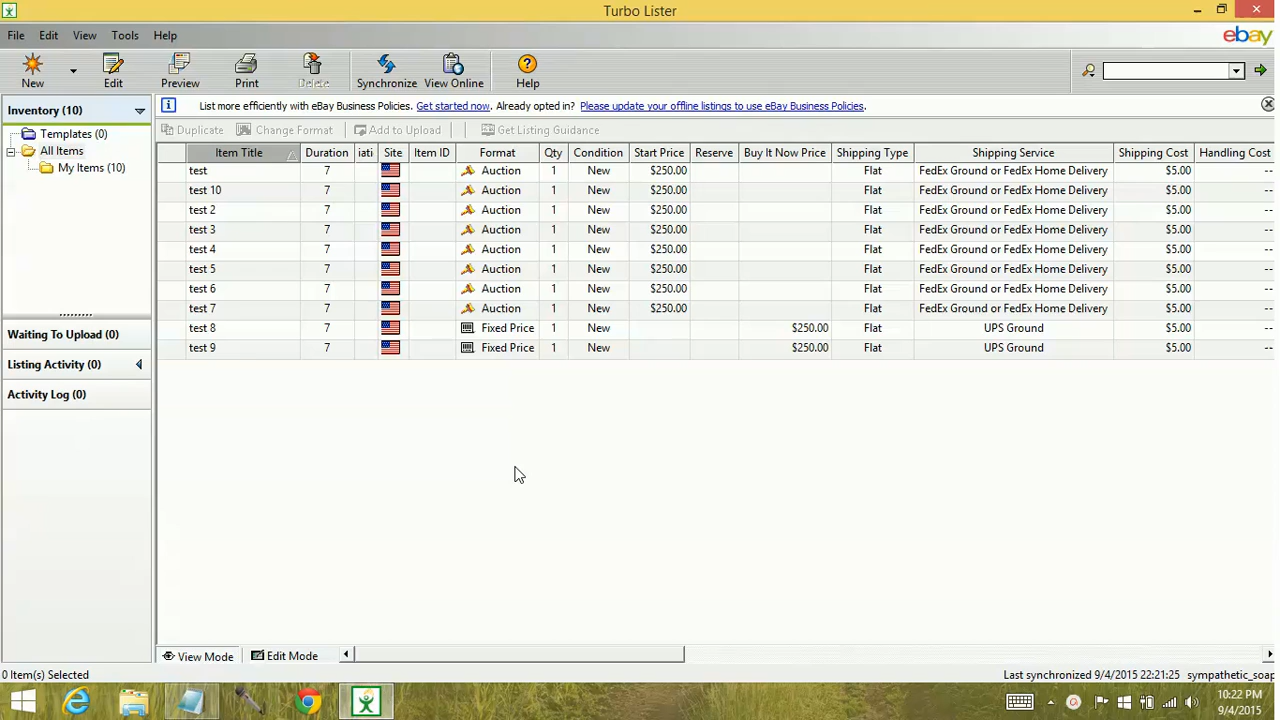 Turbo Lister
File Edit View Tools Help
ebay
New Edit Preview Print Delete Synchronize View Online Help
Inventory (10)
List more efficiently with eBay Business Policies. Get started now. Already opted in? Please update your offline listings to use eBay Business Policies.
Templates (0)
All Items
My Items (10)
Duplicate Change Format Add to Upload Get Listing Guidance
Item Title Duration iati Site Item ID Format Qty Condition Start Price Reserve Buy It Now Price Shipping Type Shipping Service Shipping Cost Handling Cost
test 7 Auction 1 New $250.00 Flat FedEx Ground or FedEx Home Delivery $5.00 --
test 10 7 Auction 1 New $250.00 Flat FedEx Ground or FedEx Home Delivery $5.00 --
test 2 7 Auction 1 New $250.00 Flat FedEx Ground or FedEx Home Delivery $5.00 --
test 3 7 Auction 1 New $250.00 Flat FedEx Ground or FedEx Home Delivery $5.00 --
test 4 7 Auction 1 New $250.00 Flat FedEx Ground or FedEx Home Delivery $5.00 --
test 5 7 Auction 1 New $250.00 Flat FedEx Ground or FedEx Home Delivery $5.00 --
test 6 7 Auction 1 New $250.00 Flat FedEx Ground or FedEx Home Delivery $5.00 --
test 7 7 Auction 1 New $250.00 Flat FedEx Ground or FedEx Home Delivery $5.00 --
test 8 7 Fixed Price 1 New $250.00 Flat UPS Ground $5.00 --
test 9 7 Fixed Price 1 New $250.00 Flat UPS Ground $5.00 --
Waiting To Upload (0)
Listing Activity (0)
Activity Log (0)
View Mode Edit Mode
0 Item(s) Selected
Last synchronized 9/4/2015 22:21:25 sympathetic_soap
10:22 PM
9/4/2015